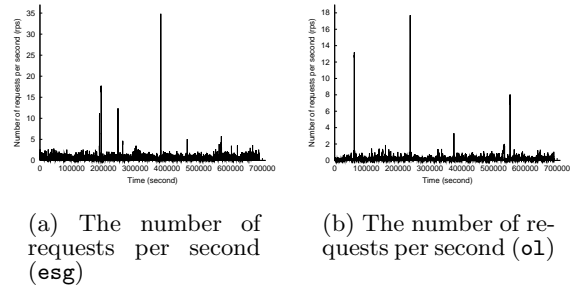 Number of requests per second (rps)
35
30
25
20
15
10
5
0
0 100000 200000 300000 400000 500000 600000 700000
Time (second)
Number of requests per second (rps)
18
16
14
12
10
8
6
4
2
0
0 100000 200000 300000 400000 500000 600000 700000
Time (second)
(a) The number of
requests per second
(esg)
(b) The number of re-
quests per second (ol)